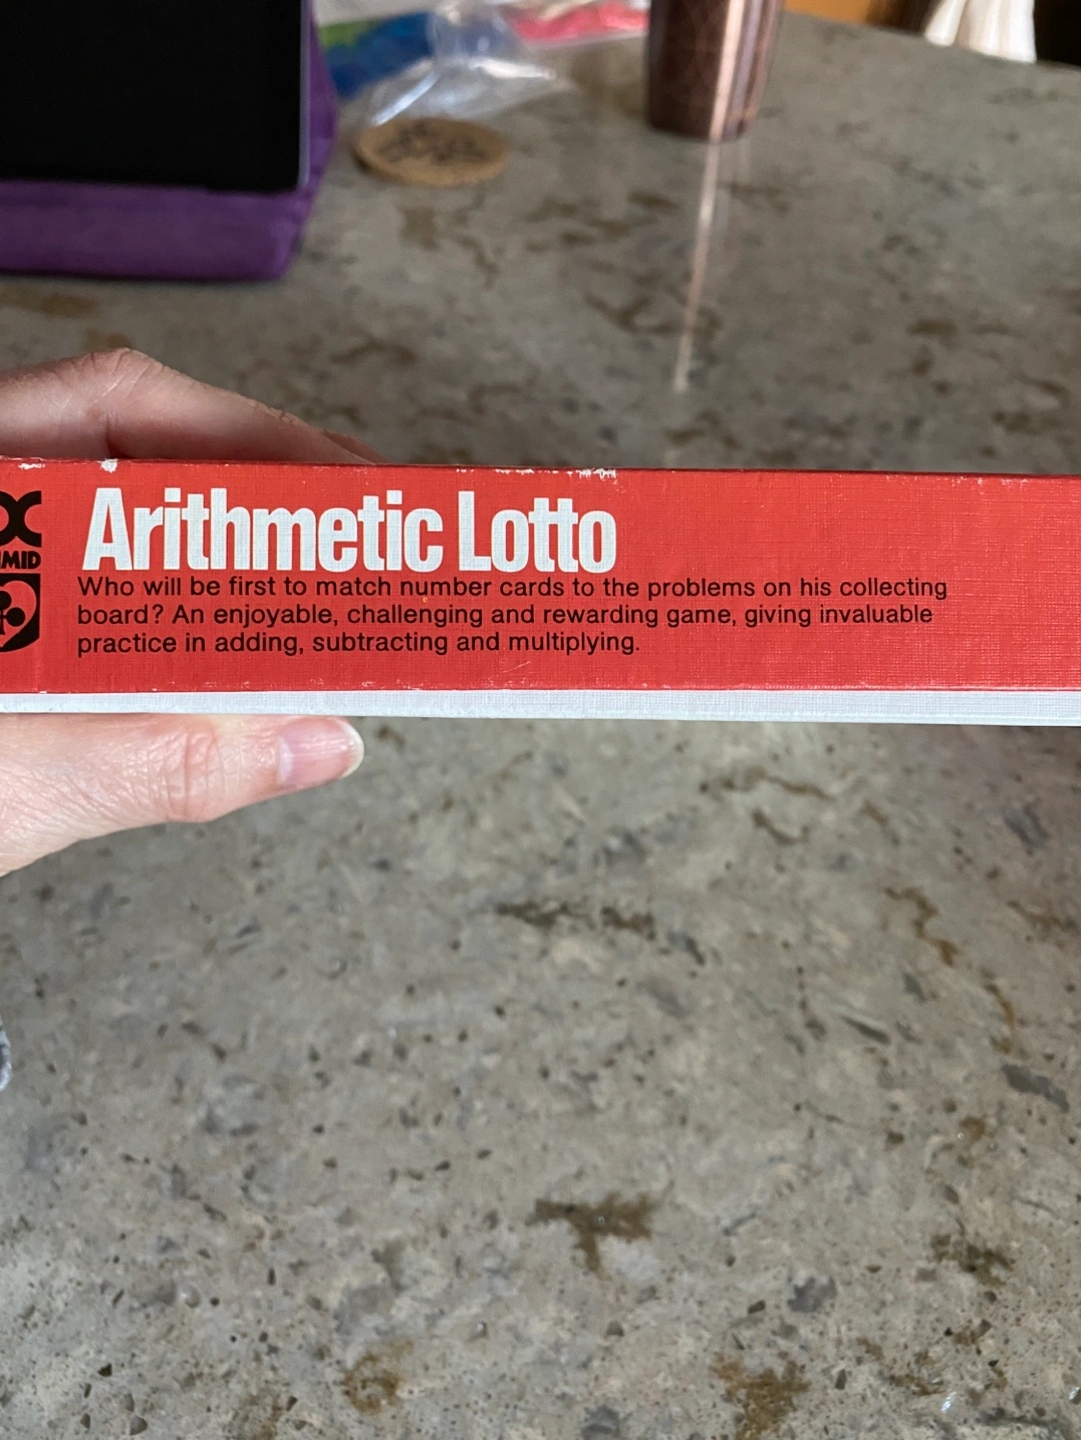 Arithmetic Lotto
Who will be first to match number cards to the problems on his collecting
board? An enjoyable, challenging and rewarding game, giving invaluable
practice in adding, subtracting and multiplying.